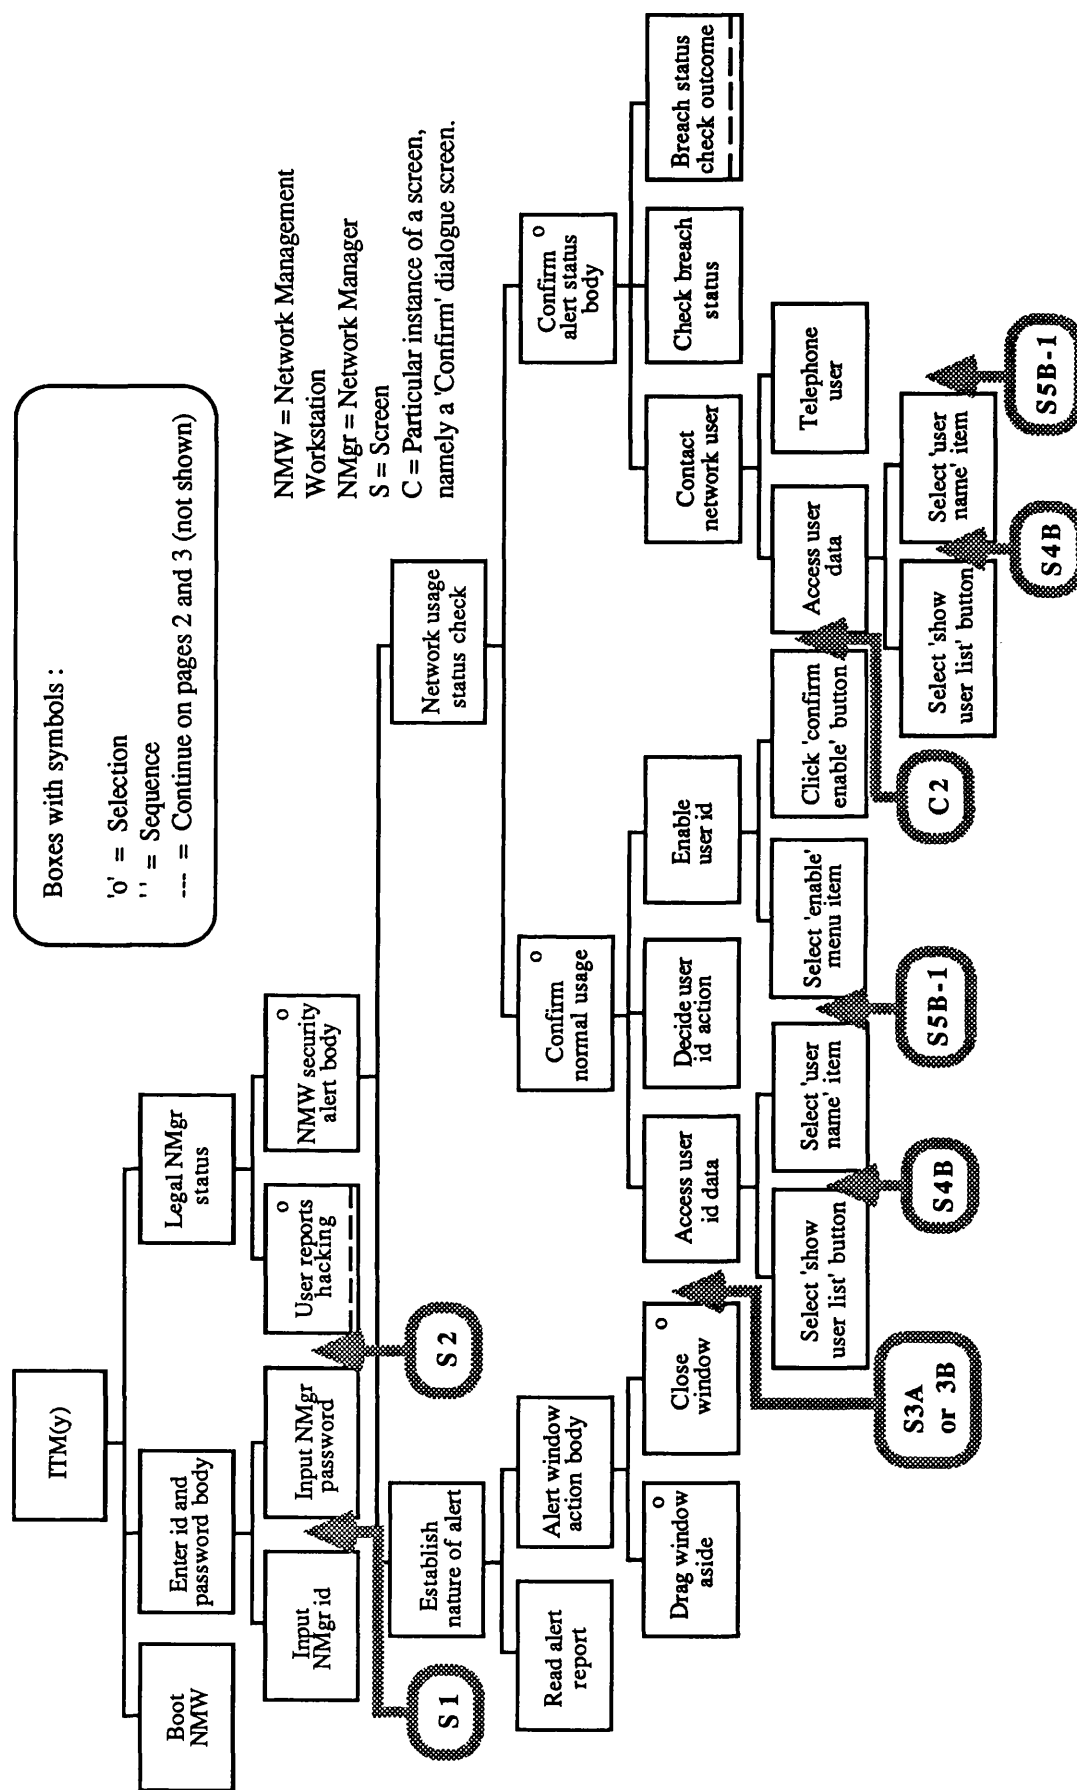 Boxes with symbols :
'o' = Selection
' ' = Sequence
--- = Continue on pages 2 and 3 (not shown)
NMW = Network Management
Workstation
NMgr = Network Manager
S = Screen
C = Particular instance of a screen,
namely a 'Confirm' dialogue screen.
ITM(y)
Boot
NMW
Enter id and
password body
Legal NMgr
status
Input
NMgr id
Input NMgr
password
User reports
hacking
o
NMW security
alert body
o
S 1
S 2
Establish
nature of alert
Network usage
status check
Read alert
report
Alert window
action body
Confirm
normal usage
o
Confirm
alert status
body
o
Drag window
aside
o
Close
window
o
Access user
id data
Decide user
id action
Enable
user id
Contact
network user
Check breach
status
Breach status
check outcome
Select 'show
user list' button
Select 'user
name' item
Select 'enable'
menu item
Click 'confirm
enable' button
Access user
data
Telephone
user
S3A
or 3B
S4B
S5B-1
C 2
Select 'show
user list' button
Select 'user
name' item
S4B
S5B-1